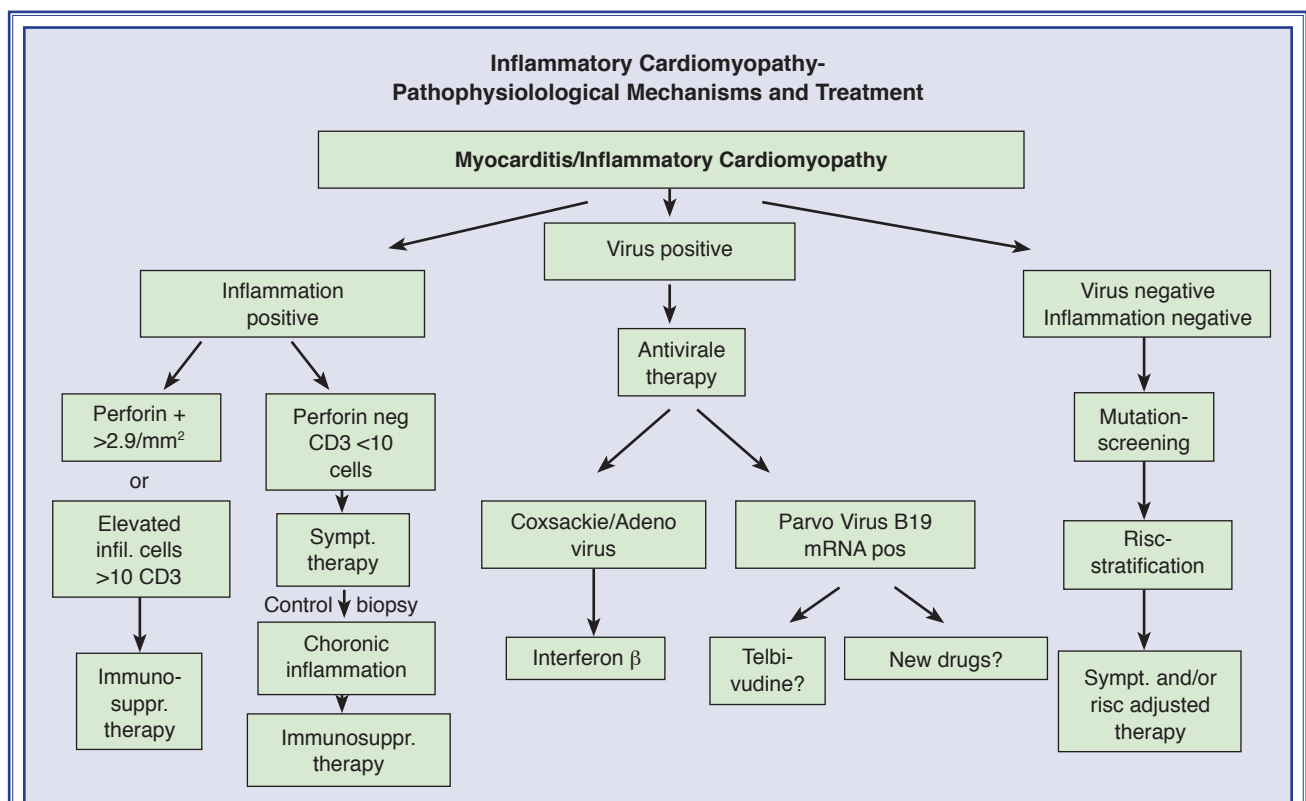 Inflammatory Cardiomyopathy-
Pathophysiolological Mechanisms and Treatment
Myocarditis/Inflammatory Cardiomyopathy
Inflammation
positive
Perforin +
>2.9/mm²
or
Elevated
infil. cells
>10 CD3
Immuno-
suppr.
therapy
Perforin neg
CD3 <10
cells
Sympt.
therapy
Control biopsy
Choronic
inflammation
Immunosuppr.
therapy
Virus positive
Antivirale
therapy
Coxsackie/Adeno
virus
Interferon β
Parvo Virus B19
mRNA pos
Telbi-
vudine?
New drugs?
Virus negative
Inflammation negative
Mutation-
screening
Risc-
stratification
Sympt. and/or
risc adjusted
therapy